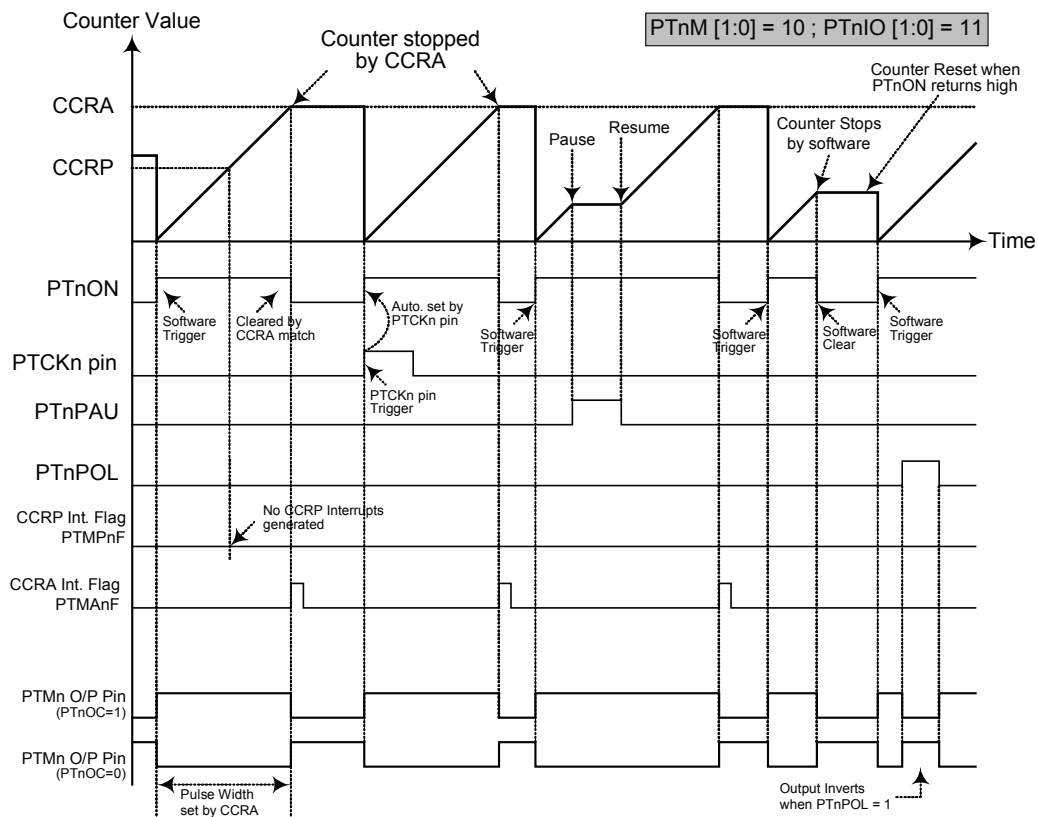 Counter Value
PTnM [1:0] = 10 ; PTnIO [1:0] = 11
Counter stopped
by CCRA
Counter Reset when
PTnON returns high
CCRA
Pause
Resume
Counter Stops
by software
CCRP
Time
PTnON
Software
Trigger
Cleared by
CCRA match
Auto. set by
PTCKn pin
Software
Trigger
Software
Trigger
Software
Clear
Software
Trigger
PTCKn pin
PTCKn pin
Trigger
PTnPAU
PTnPOL
CCRP Int. Flag
PTMPnF
No CCRP Interrupts
generated
CCRA Int. Flag
PTMAnF
PTMn O/P Pin
(PTnOC=1)
PTMn O/P Pin
(PTnOC=0)
Pulse Width
set by CCRA
Output Inverts
when PTnPOL = 1